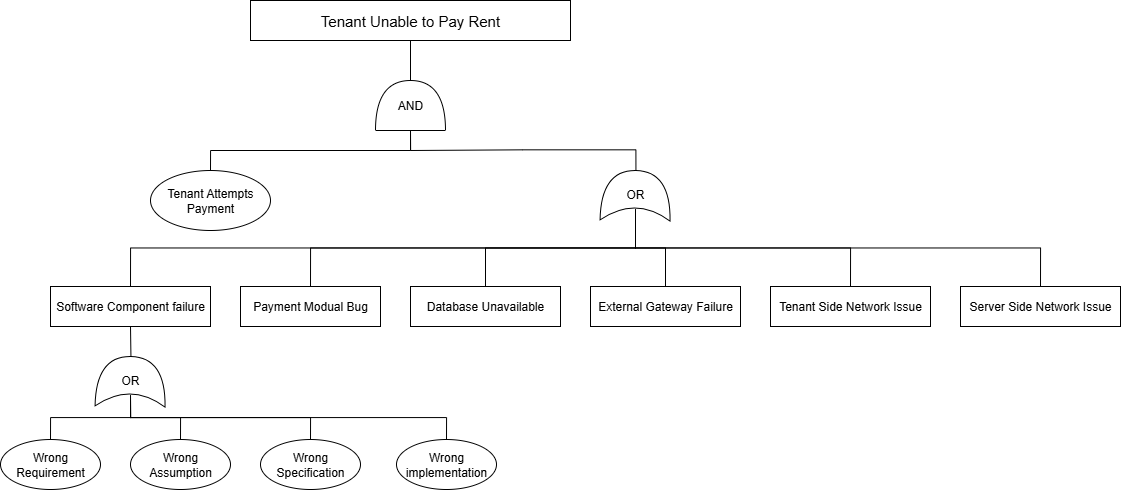 Tenant Unable to Pay Rent
AND
Tenant Attempts
Payment
OR
Software Component failure
Payment Modual Bug
Database Unavailable
External Gateway Failure
Tenant Side Network Issue
Server Side Network Issue
OR
Wrong
Requirement
Wrong
Assumption
Wrong
Specification
Wrong
implementation